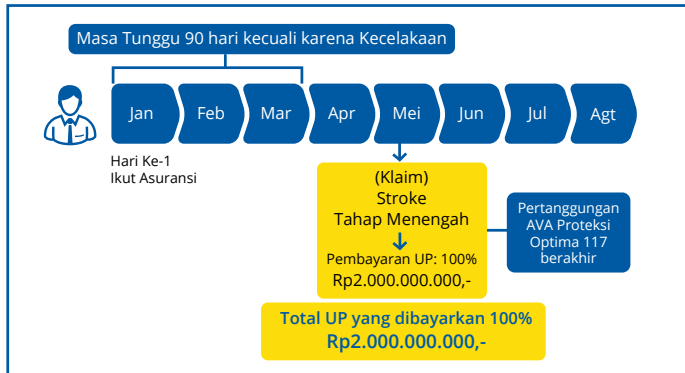 Masa Tunggu 90 hari kecuali karena Kecelakaan
Jan Feb Mar Apr Mei Jun Jul Agt
Hari Ke-1
Ikut Asuransi
(Klaim)
Stroke
Tahap Menengah
Pembayaran UP: 100%
Rp2.000.000.000,-
Pertanggungan
AVA Proteksi
Optima 117
berakhir
Total UP yang dibayarkan 100%
Rp2.000.000.000,-